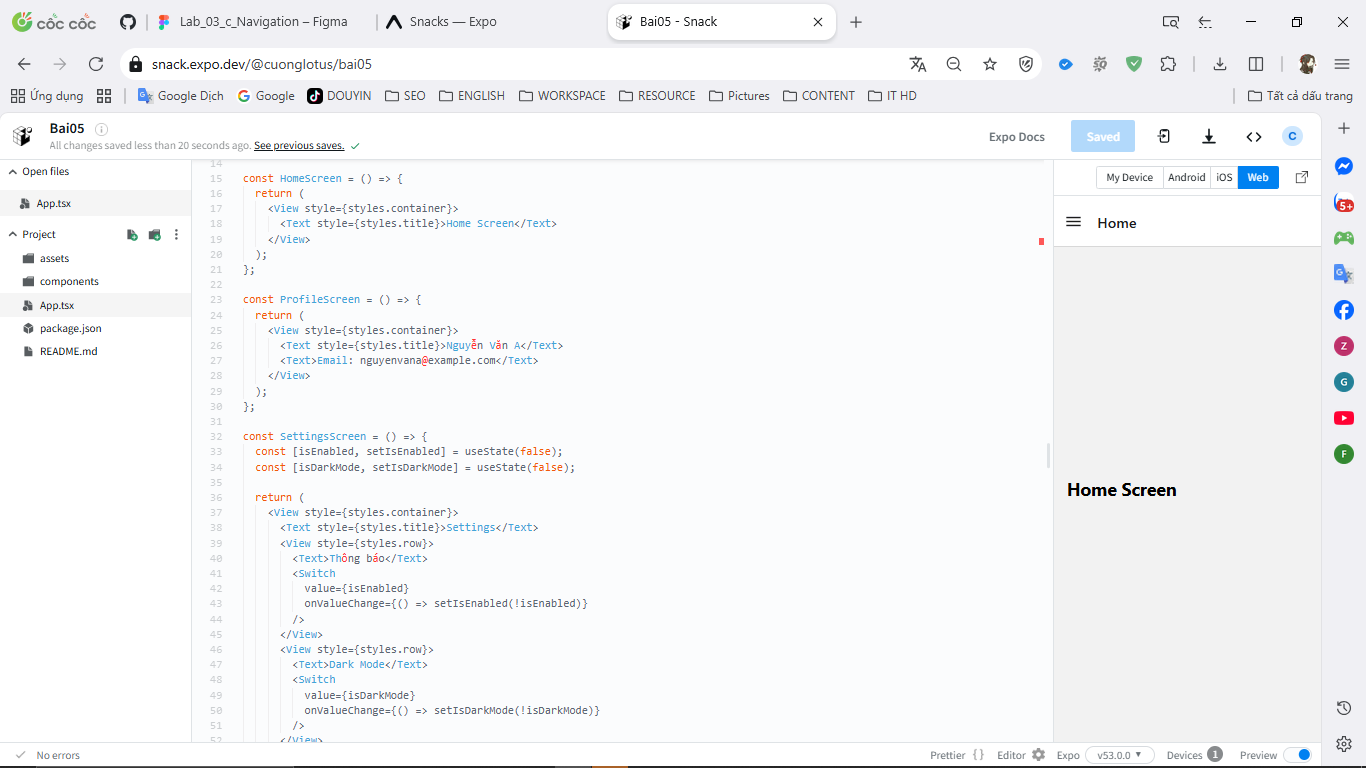 cốc cốc
Lab_03_c_Navigation – Figma
Snacks — Expo
Bai05 - Snack
snack.expo.dev/@cuonglotus/bai05
Ứng dụng
Google Dịch
Google
DOUYIN
SEO
ENGLISH
WORKSPACE
RESOURCE
Pictures
CONTENT
IT HD
Tất cả dấu trang
Bai05
All changes saved less than 20 seconds ago. See previous saves.
Expo Docs
Saved
C
Open files
App.tsx
Project
assets
components
App.tsx
package.json
README.md
14
15 const HomeScreen = () => {
16 return (
17 <View style={styles.container}>
18 <Text style={styles.title}>Home Screen</Text>
19 </View>
20 );
21 };
22
23 const ProfileScreen = () => {
24 return (
25 <View style={styles.container}>
26 <Text style={styles.title}>Nguyễn Văn A</Text>
27 <Text>Email: nguyenvana@example.com</Text>
28 </View>
29 );
30 };
31
32 const SettingsScreen = () => {
33 const [isEnabled, setIsEnabled] = useState(false);
34 const [isDarkMode, setIsDarkMode] = useState(false);
35
36 return (
37 <View style={styles.container}>
38 <Text style={styles.title}>Settings</Text>
39 <View style={styles.row}>
40 <Text>Thông báo</Text>
41 <Switch
42 value={isEnabled}
43 onValueChange={() => setIsEnabled(!isEnabled)}
44 />
45 </View>
46 <View style={styles.row}>
47 <Text>Dark Mode</Text>
48 <Switch
49 value={isDarkMode}
50 onValueChange={() => setIsDarkMode(!isDarkMode)}
51 />
52 </View>
My Device
Android
iOS
Web
Home
Home Screen
5+
Z
G
F
No errors
Prettier { }
Editor
Expo
v53.0.0
Devices 1
Preview